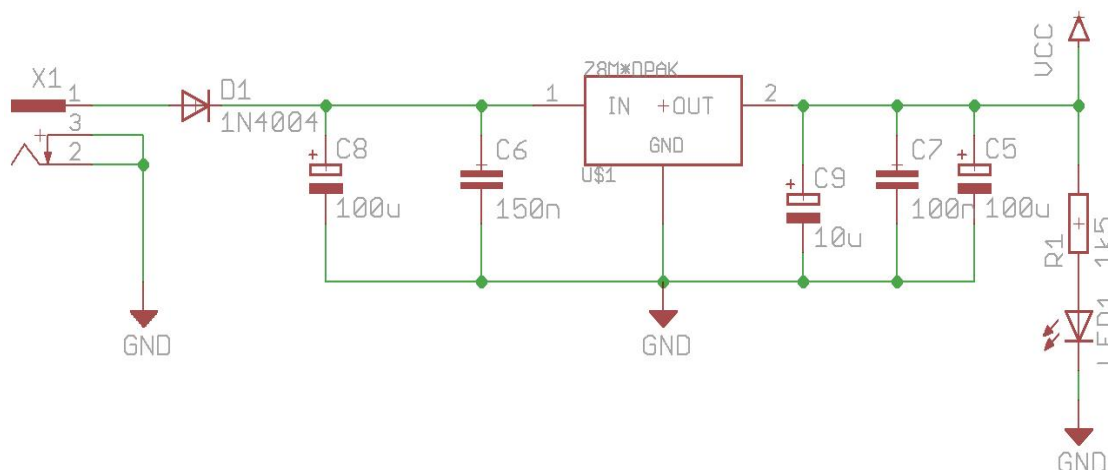 X1
1
3
2
GND
D1
1N4004
C8
100u
C6
150n
78M*DPAK
1
IN
OUT
2
GND
U$1
GND
C9
10u
C7
100n
C5
100u
VCC
R1
1k5
LED1
GND